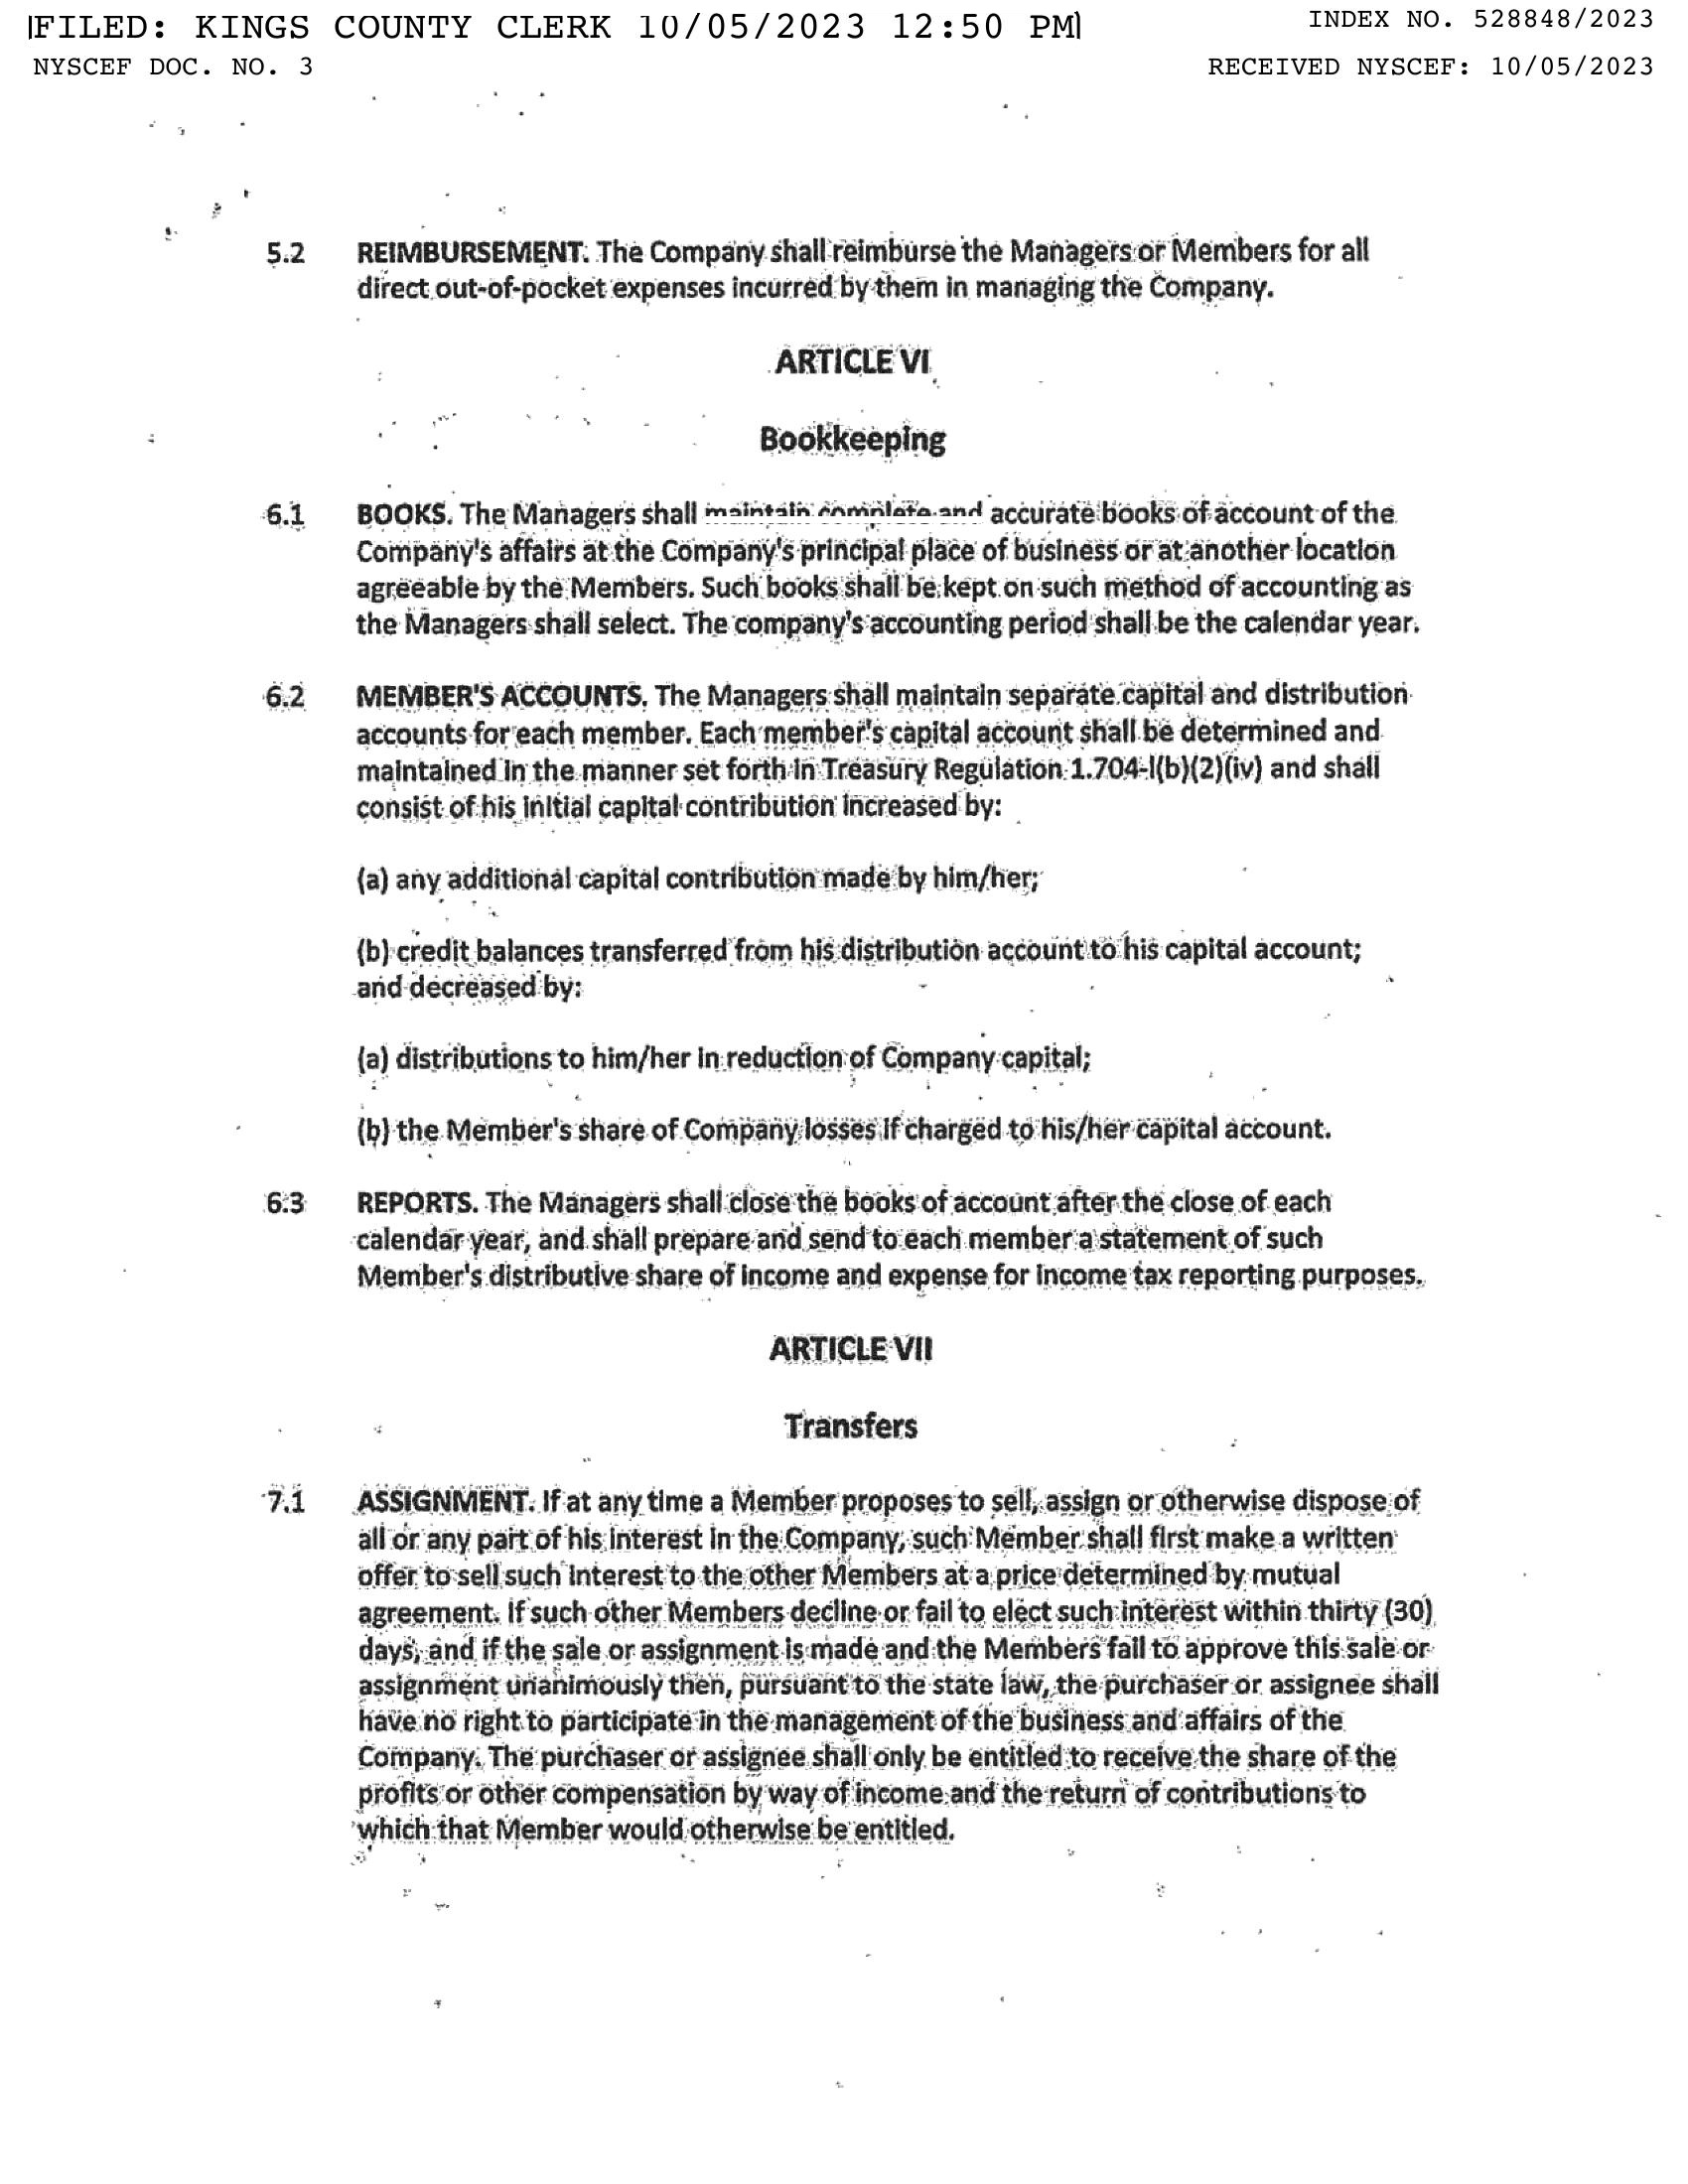 FILED: KINGS COUNTY CLERK 10/05/2023 12:50 PM
INDEX NO. 528848/2023
NYSCEF DOC. NO. 3
RECEIVED NYSCEF: 10/05/2023
5.2 REIMBURSEMENT. The Company shall reimburse the Managers or Members for all
direct out-of-pocket expenses incurred by them in managing the Company.
ARTICLE VI
Bookkeeping
6.1 BOOKS. The Managers shall maintain complete and accurate books of account of the
Company's affairs at the Company's principal place of business or at another location
agreeable by the Members. Such books shall be kept on such method of accounting as
the Managers shall select. The company's accounting period shall be the calendar year.
6.2 MEMBER'S ACCOUNTS. The Managers shall maintain separate capital and distribution
accounts for each member. Each member's capital account shall be determined and
maintained in the manner set forth in Treasury Regulation 1.704-l(b)(2)(iv) and shall
consist of his initial capital contribution increased by:
(a) any additional capital contribution made by him/her;
(b) credit balances transferred from his distribution account to his capital account;
and decreased by:
(a) distributions to him/her in reduction of Company capital;
(b) the Member's share of Company losses if charged to his/her capital account.
6.3 REPORTS. The Managers shall close the books of account after the close of each
calendar year, and shall prepare and send to each member a statement of such
Member's distributive share of income and expense for income tax reporting purposes.
ARTICLE VII
Transfers
7.1 ASSIGNMENT. If at any time a Member proposes to sell, assign or otherwise dispose of
all or any part of his interest in the Company, such Member shall first make a written
offer to sell such interest to the other Members at a price determined by mutual
agreement. If such other Members decline or fail to elect such interest within thirty (30)
days, and if the sale or assignment is made and the Members fail to approve this sale or
assignment unanimously then, pursuant to the state law, the purchaser or assignee shall
have no right to participate in the management of the business and affairs of the
Company. The purchaser or assignee shall only be entitled to receive the share of the
profits or other compensation by way of income and the return of contributions to
which that Member would otherwise be entitled.